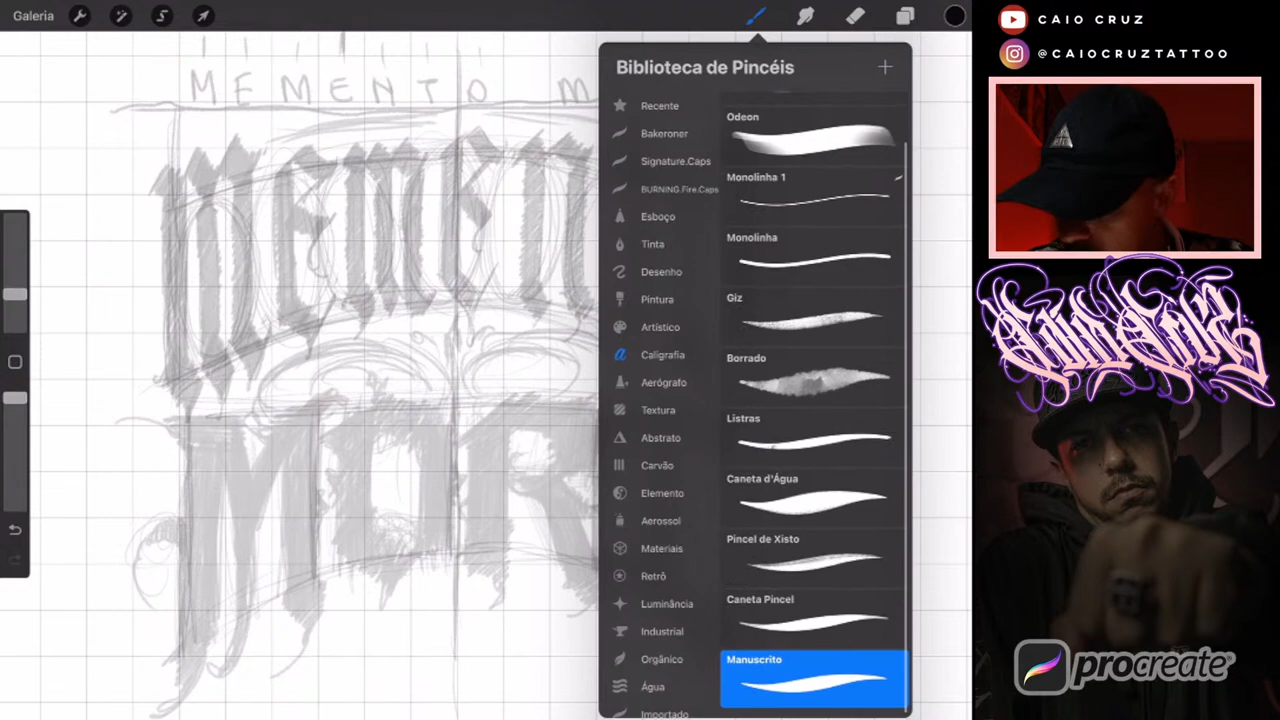 Galeria
CAIO CRUZ
@CAIOCRUZTATTOO
MEMENTO M
MEMENTO
MOR
Biblioteca de Pincéis
Recente
Bakeroner
Signature.Caps
BURNING.Fire.Caps
Esboço
Tinta
Desenho
Pintura
Artístico
Caligrafia
Aerógrafo
Textura
Abstrato
Carvão
Elemento
Aerossol
Materiais
Retrô
Luminância
Industrial
Orgânico
Água
Importado
Odeon
Monolinha 1
Monolinha
Giz
Borrado
Listras
Caneta d'Água
Pincel de Xisto
Caneta Pincel
Manuscrito
procreate